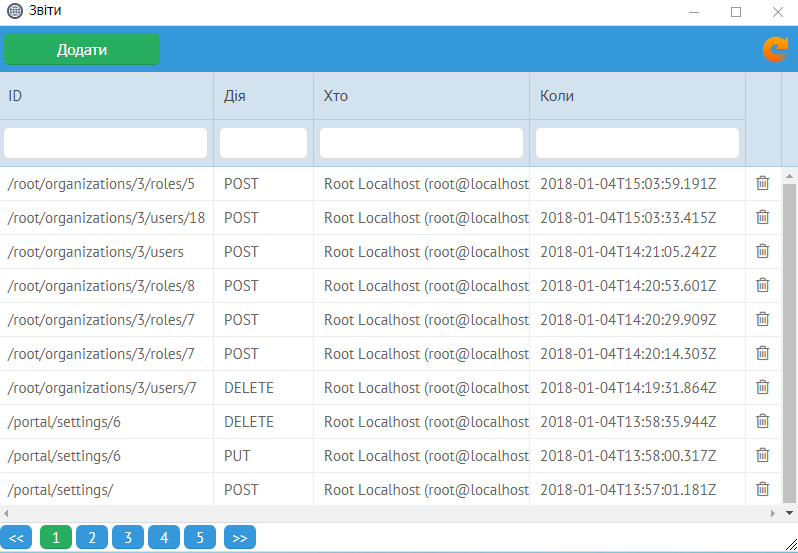 Звіти
Додати
ID Дія Хто Коли
/root/organizations/3/roles/5 POST Root Localhost (root@localhost 2018-01-04T15:03:59.191Z
/root/organizations/3/users/18 POST Root Localhost (root@localhost 2018-01-04T15:03:33.415Z
/root/organizations/3/users POST Root Localhost (root@localhost 2018-01-04T14:21:05.242Z
/root/organizations/3/roles/8 POST Root Localhost (root@localhost 2018-01-04T14:20:53.601Z
/root/organizations/3/roles/7 POST Root Localhost (root@localhost 2018-01-04T14:20:29.909Z
/root/organizations/3/roles/7 POST Root Localhost (root@localhost 2018-01-04T14:20:14.303Z
/root/organizations/3/users/7 DELETE Root Localhost (root@localhost 2018-01-04T14:19:31.864Z
/portal/settings/6 DELETE Root Localhost (root@localhost 2018-01-04T13:58:35.944Z
/portal/settings/6 PUT Root Localhost (root@localhost 2018-01-04T13:58:00.317Z
/portal/settings/ POST Root Localhost (root@localhost 2018-01-04T13:57:01.181Z
<< 1 2 3 4 5 >>